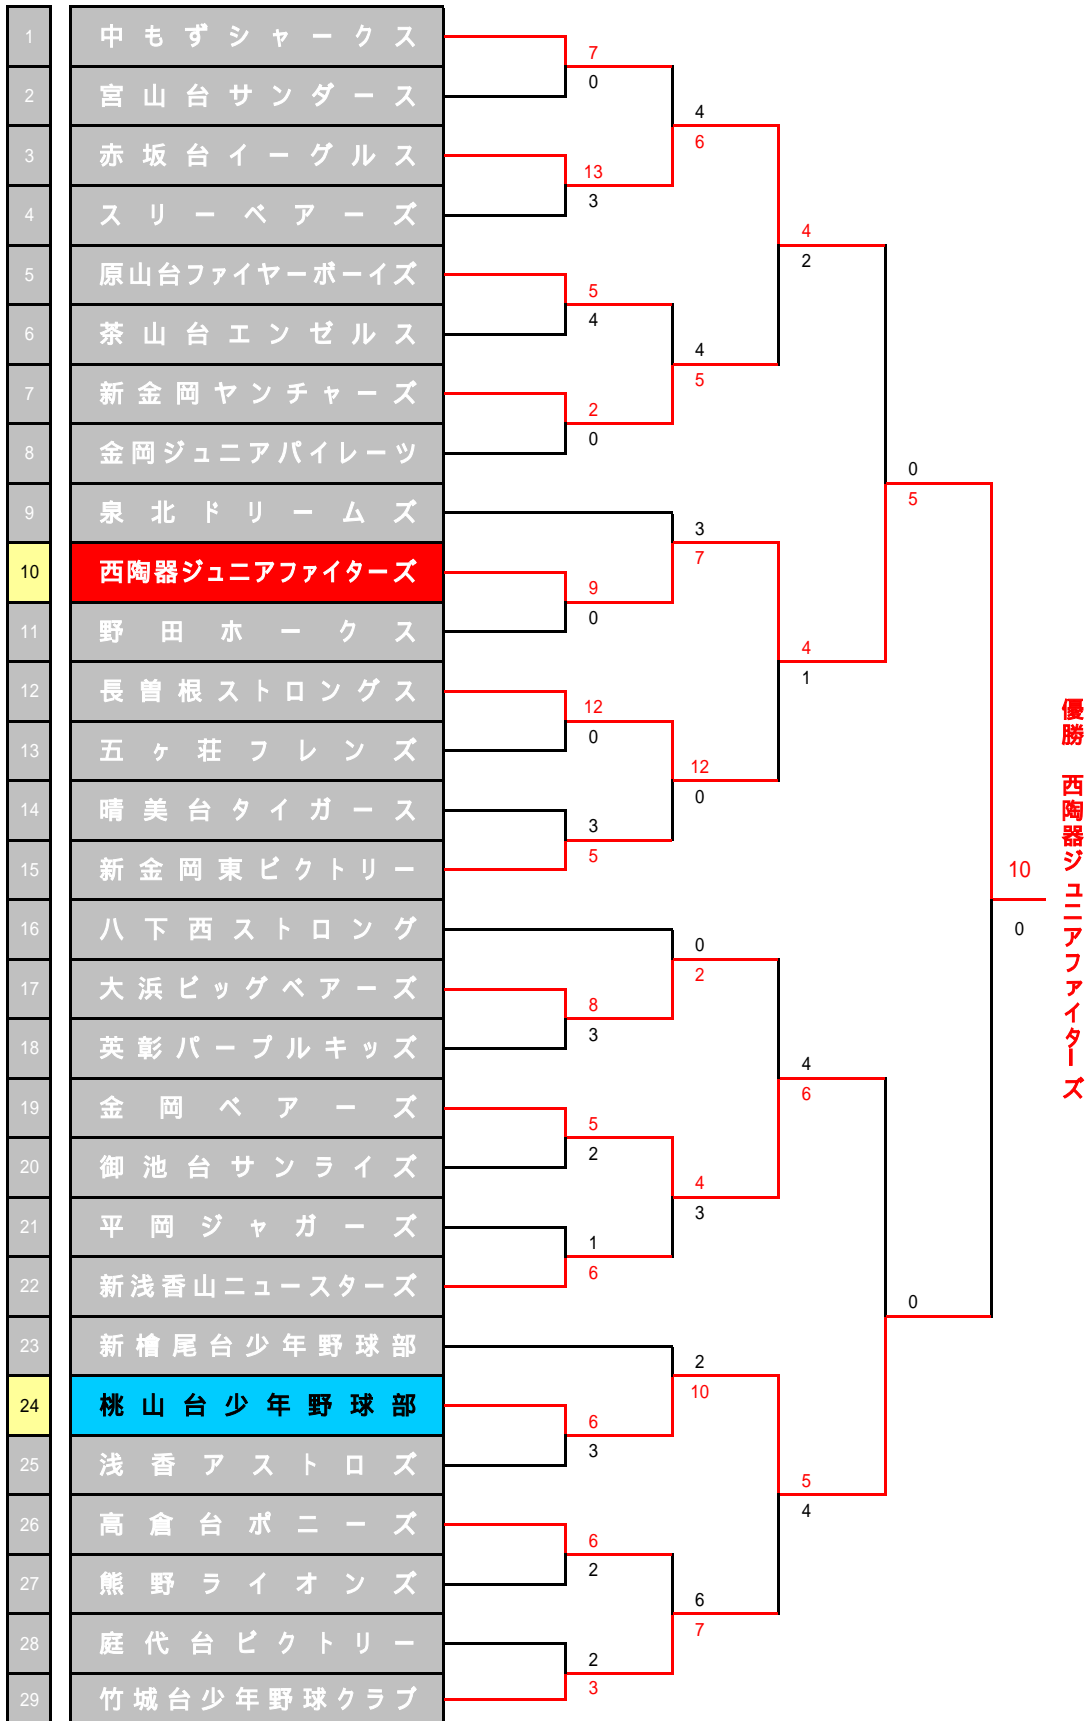 1 中もずシャークス
2 宮山台サンダース
3 赤坂台イーグルス
4 スリーベアーズ
5 原山台ファイヤーボーイズ
6 茶山台エンゼルス
7 新金岡ヤンチャーズ
8 金岡ジュニアパイレーツ
9 泉北ドリームズ
10 西陶器ジュニアファイターズ
11 野田ホークス
12 長曽根ストロングス
13 五ヶ荘フレンズ
14 晴美台タイガース
15 新金岡東ビクトリー
16 八下西ストロング
17 大浜ビッグベアーズ
18 英彰パープルキッズ
19 金岡ベアーズ
20 御池台サンライズ
21 平岡ジャガーズ
22 新浅香山ニュースターズ
23 新檜尾台少年野球部
24 桃山台少年野球部
25 浅香アストロズ
26 高倉台ポニーズ
27 熊野ライオンズ
28 庭代台ビクトリー
29 竹城台少年野球クラブ
7
0
13
3
5
4
2
0
9
0
12
0
3
5
8
3
5
2
1
6
6
3
6
2
2
3
4
6
4
5
3
7
12
0
0
2
4
3
2
10
6
7
4
2
4
1
4
6
5
4
0
5
0
10
0
優勝 西陶器ジュニアファイターズ